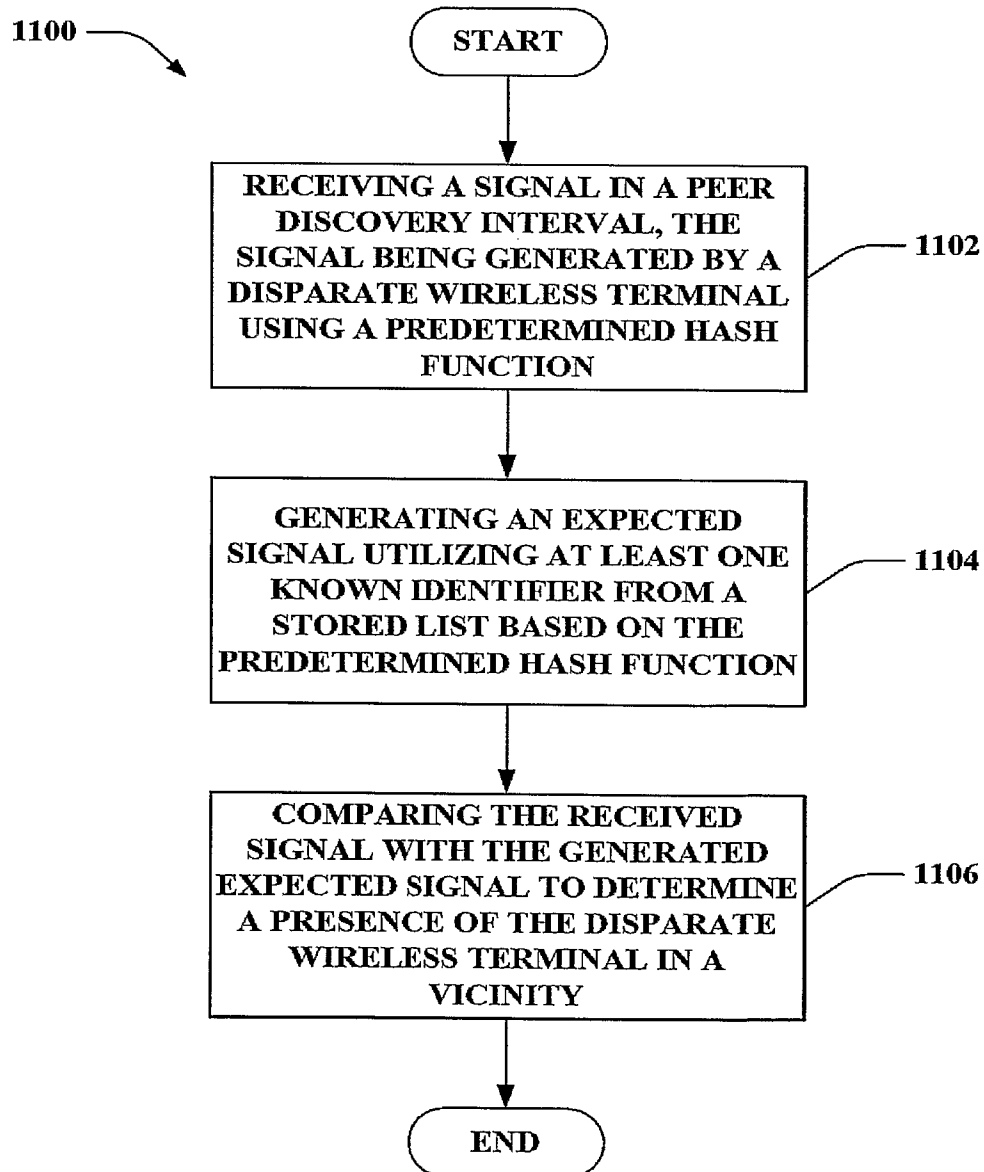 1100
START
RECEIVING A SIGNAL IN A PEER
DISCOVERY INTERVAL, THE
SIGNAL BEING GENERATED BY A
DISPARATE WIRELESS TERMINAL
USING A PREDETERMINED HASH
FUNCTION
1102
GENERATING AN EXPECTED
SIGNAL UTILIZING AT LEAST ONE
KNOWN IDENTIFIER FROM A
STORED LIST BASED ON THE
PREDETERMINED HASH FUNCTION
1104
COMPARING THE RECEIVED
SIGNAL WITH THE GENERATED
EXPECTED SIGNAL TO DETERMINE
A PRESENCE OF THE DISPARATE
WIRELESS TERMINAL IN A
VICINITY
1106
END